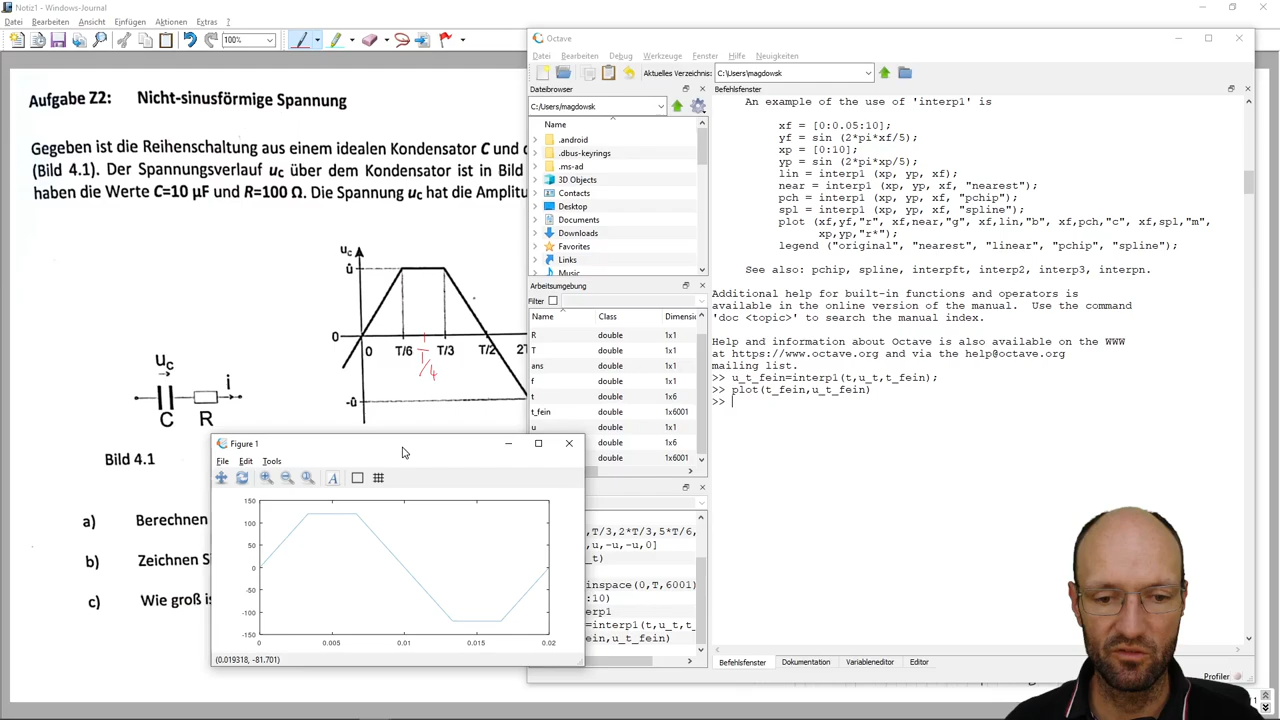 Notiz1 - Windows-Journal
Datei Bearbeiten Ansicht Einfügen Aktionen Extras ?
100%
Aufgabe Z2: Nicht-sinusförmige Spannung
Gegeben ist die Reihenschaltung aus einem idealen Kondensator C und
(Bild 4.1). Der Spannungsverlauf uc über dem Kondensator ist in Bild
haben die Werte C=10 µF und R=100 Ω. Die Spannung uc hat die
uc
û
0
0 T/6 T/3 T/2
T/4
-û
uc
i
C R
Bild 4.1
a) Berechnen
b) Zeichnen
c) Wie groß
Octave
Datei Bearbeiten Debug Werkzeuge Fenster Hilfe Neuigkeiten
Aktuelles Verzeichnis: C:\Users\magdowsk
Dateibrowser
C:/Users/magdowsk
Name
.android
.dbus-keyrings
.ms-ad
3D Objects
Contacts
Desktop
Documents
Downloads
Favorites
Links
Music
Arbeitsumgebung
Filter
Name Class Dimensi
R double 1x1
T double 1x1
ans double 1x1
f double 1x1
t double 1x6
t_fein double 1x6001
u double 1x1
double 1x6
double 1x6001
,T/3,2*T/3,5*T/6,
,u,-u,-u,0]
_t)
inspace(0,T,6001)
:10)
erp1
=interp1(t,u_t,t_
ein,u_t_fein)
Befehlsfenster
An example of the use of 'interp1' is
xf = [0:0.05:10];
yf = sin (2*pi*xf/5);
xp = [0:10];
yp = sin (2*pi*xp/5);
lin = interp1 (xp, yp, xf);
near = interp1 (xp, yp, xf, "nearest");
pch = interp1 (xp, yp, xf, "pchip");
spl = interp1 (xp, yp, xf, "spline");
plot (xf,yf,"r", xf,near,"g", xf,lin,"b", xf,pch,"c", xf,spl,"m",
xp,yp,"r*");
legend ("original", "nearest", "linear", "pchip", "spline");
See also: pchip, spline, interpft, interp2, interp3, interpn.
Additional help for built-in functions and operators is
available in the online version of the manual.  Use the command
'doc <topic>' to search the manual index.
Help and information about Octave is also available on the WWW
at https://www.octave.org and via the help@octave.org
mailing list.
>> u_t_fein=interp1(t,u_t,t_fein);
>> plot(t_fein,u_t_fein)
>>
Befehlsfenster Dokumentation Variableneditor Editor
Profiler
Figure 1
File Edit Tools
A
150
100
50
0
-50
-100
-150
0 0.005 0.01 0.015 0.02
(0.019318, -81.701)